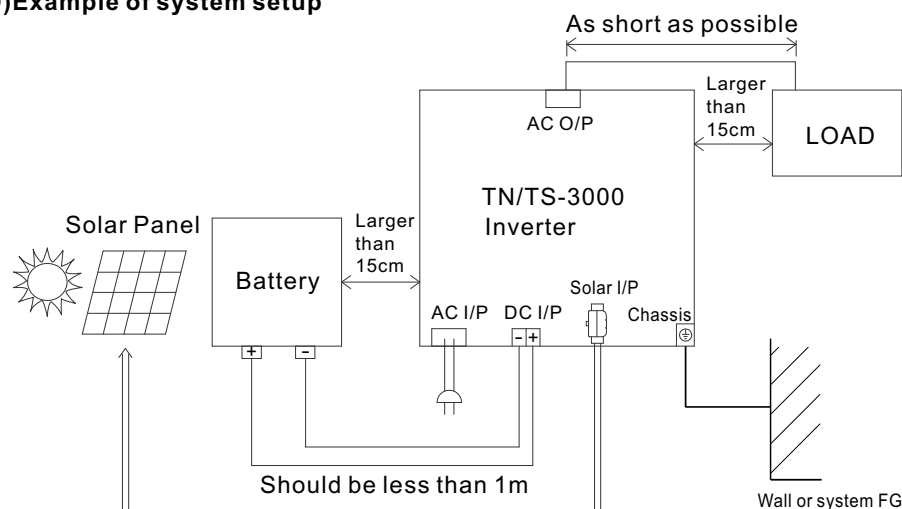 )Example of system setup
As short as possible
AC O/P
Larger
than
15cm
LOAD
TN/TS-3000
Inverter
Solar Panel
Battery
Larger
than
15cm
AC I/P
DC I/P
Solar I/P
Chassis
- +
+ -
Should be less than 1m
Wall or system FG